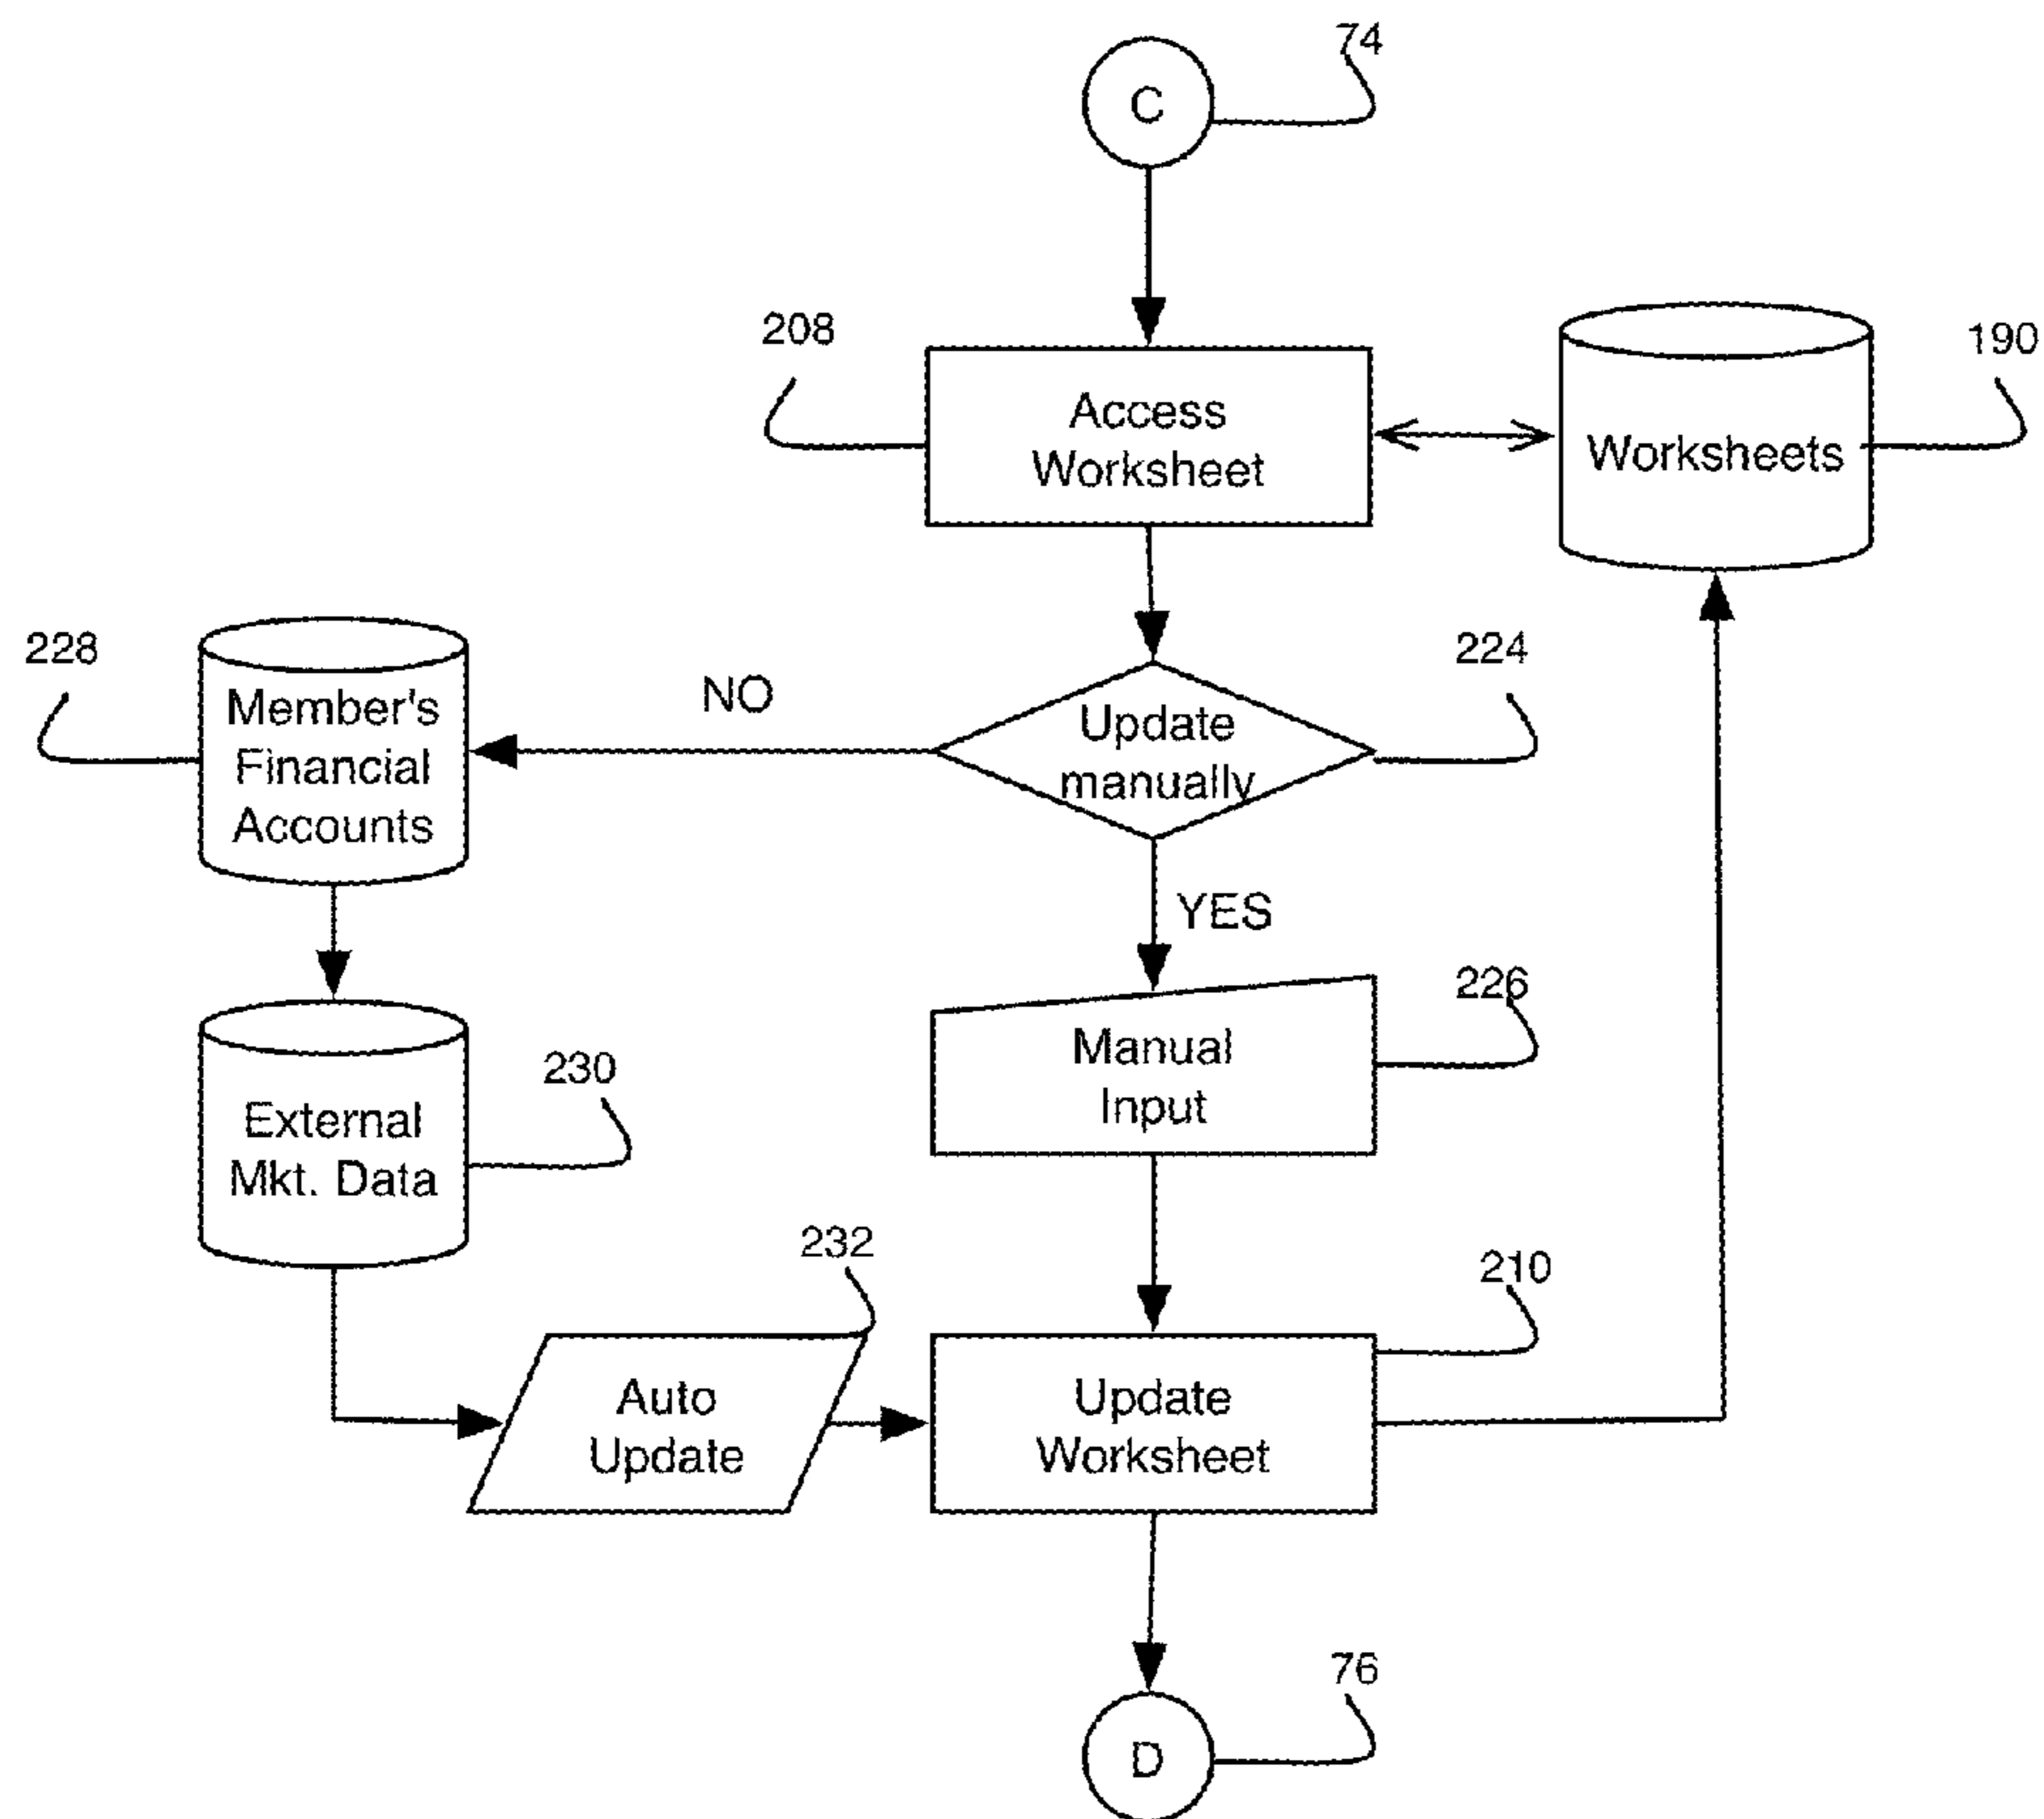 74
C
208
190
Access
Worksheet
Worksheets
228
224
NO
Member's
Financial
Accounts
Update
manually
YES
226
230
Manual
Input
External
Mkt. Data
232
210
Auto
Update
Update
Worksheet
76
D